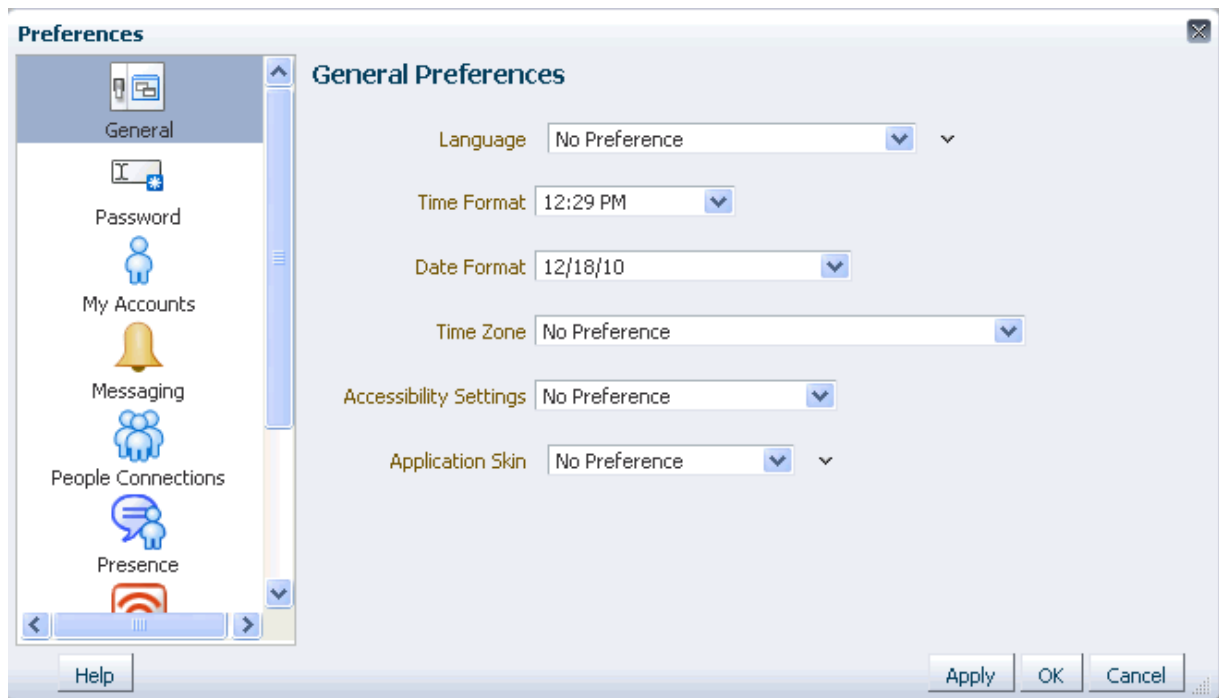 Preferences
General
Password
My Accounts
Messaging
People Connections
Presence
General Preferences
Language No Preference
Time Format 12:29 PM
Date Format 12/18/10
Time Zone No Preference
Accessibility Settings No Preference
Application Skin No Preference
Help Apply OK Cancel